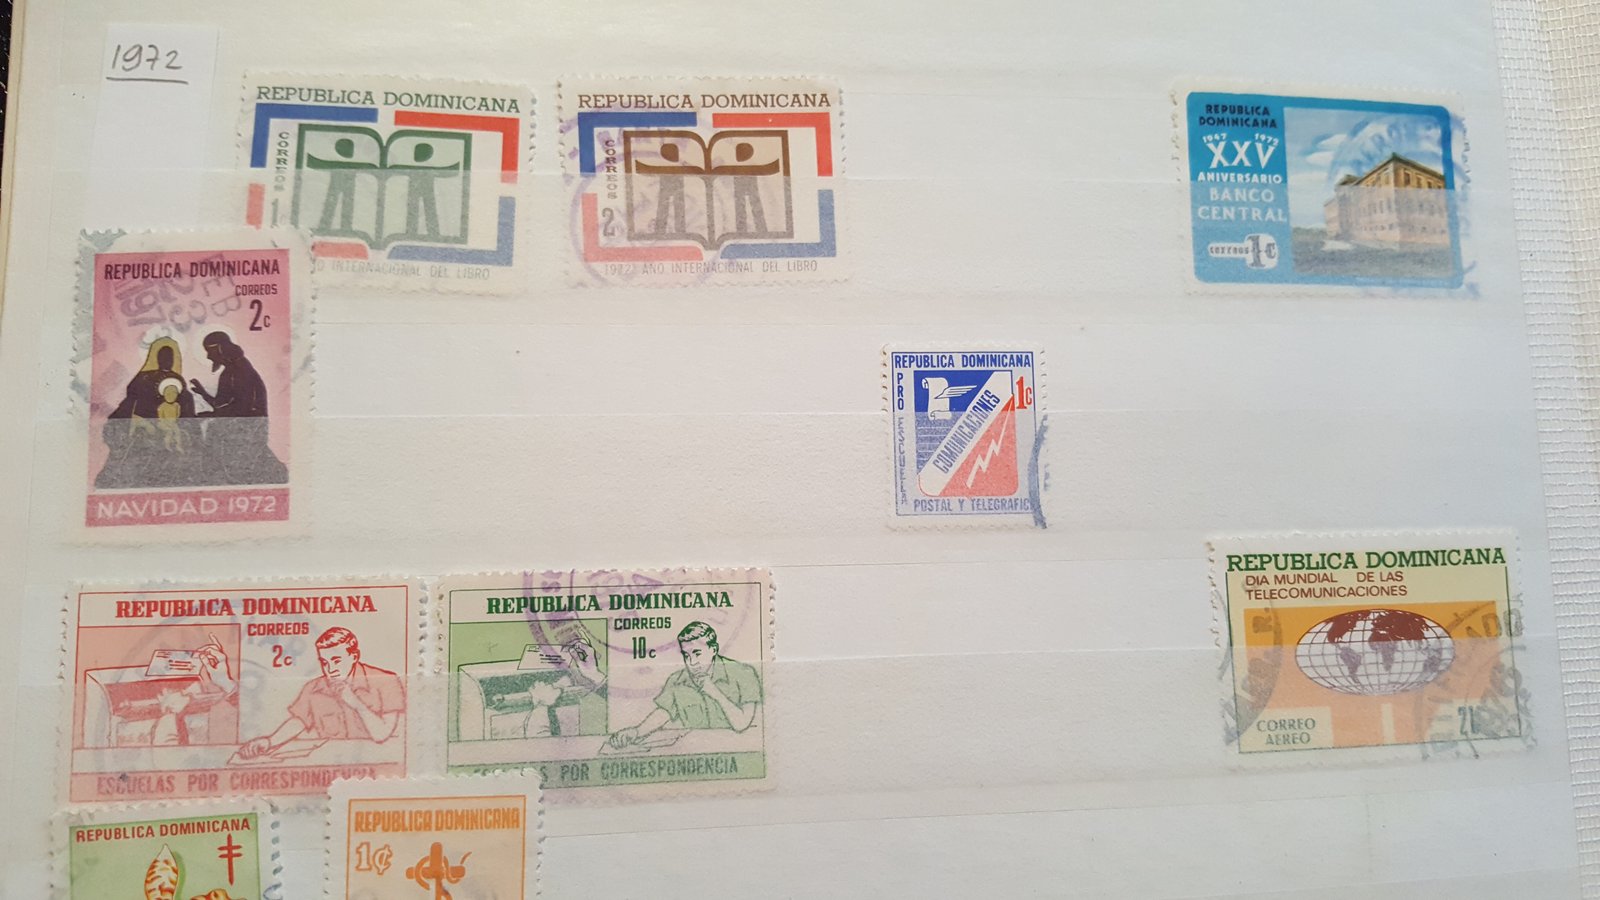 1972
REPUBLICA DOMINICANA
CORREOS
1c
AÑO INTERNACIONAL DEL LIBRO
REPUBLICA DOMINICANA
CORREOS
2
1972 AÑO INTERNACIONAL DEL LIBRO
REPUBLICA
DOMINICANA
1947 1972
XXV
ANIVERSARIO
BANCO
CENTRAL
CORREOS 1c
REPUBLICA DOMINICANA
CORREOS
2c
NAVIDAD 1972
REPUBLICA DOMINICANA
PRO ESCUELA
1c
COMUNICACIONES
POSTAL Y TELEGRAFIC
REPUBLICA DOMINICANA
CORREOS
2c
ESCUELAS POR CORRESPONDENCIA
REPUBLICA DOMINICANA
CORREOS
10c
POR CORRESPONDENCIA
REPUBLICA DOMINICANA
DIA MUNDIAL DE LAS
TELECOMUNICACIONES
CORREO
AEREO
REPUBLICA DOMINICANA
REPUBLICA DOMINICANA
1¢